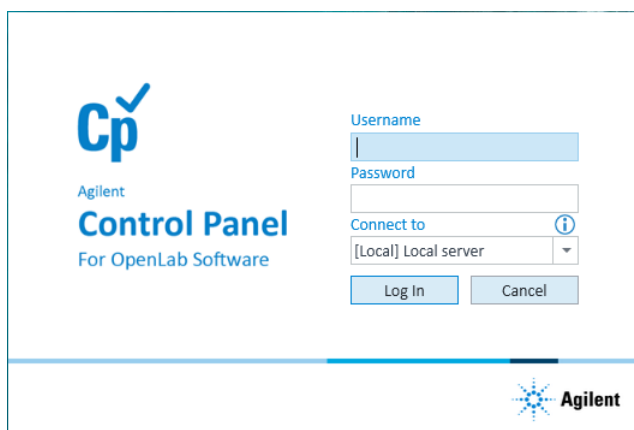 Cp
Agilent
Control Panel
For OpenLab Software
Username
Password
Connect to
[Local] Local server
Log In
Cancel
Agilent